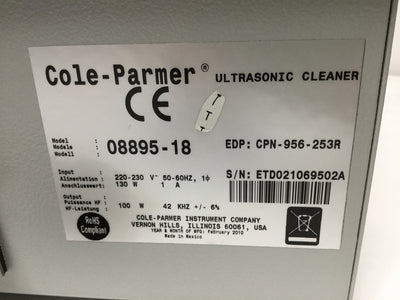 Cole-Parmer® ULTRASONIC CLEANER
CE
Model
Modele : 08895-18 EDP: CPN-956-253R
Modell
Input S/N: ETD021069502A
Alimentation : 220-230 V~ 50-60HZ, 1ϕ
Anschlusswert: 130 W 1 A
Output
Puissance HF : 100 W 42 KHZ +/- 6%
HF-Leistung :
RoHS
Compliant
COLE-PARMER INSTRUMENT COMPANY
VERNON HILLS, ILLINOIS 60061, USA
YEAR & MONTH OF MFG: February 2010
Made in Mexico